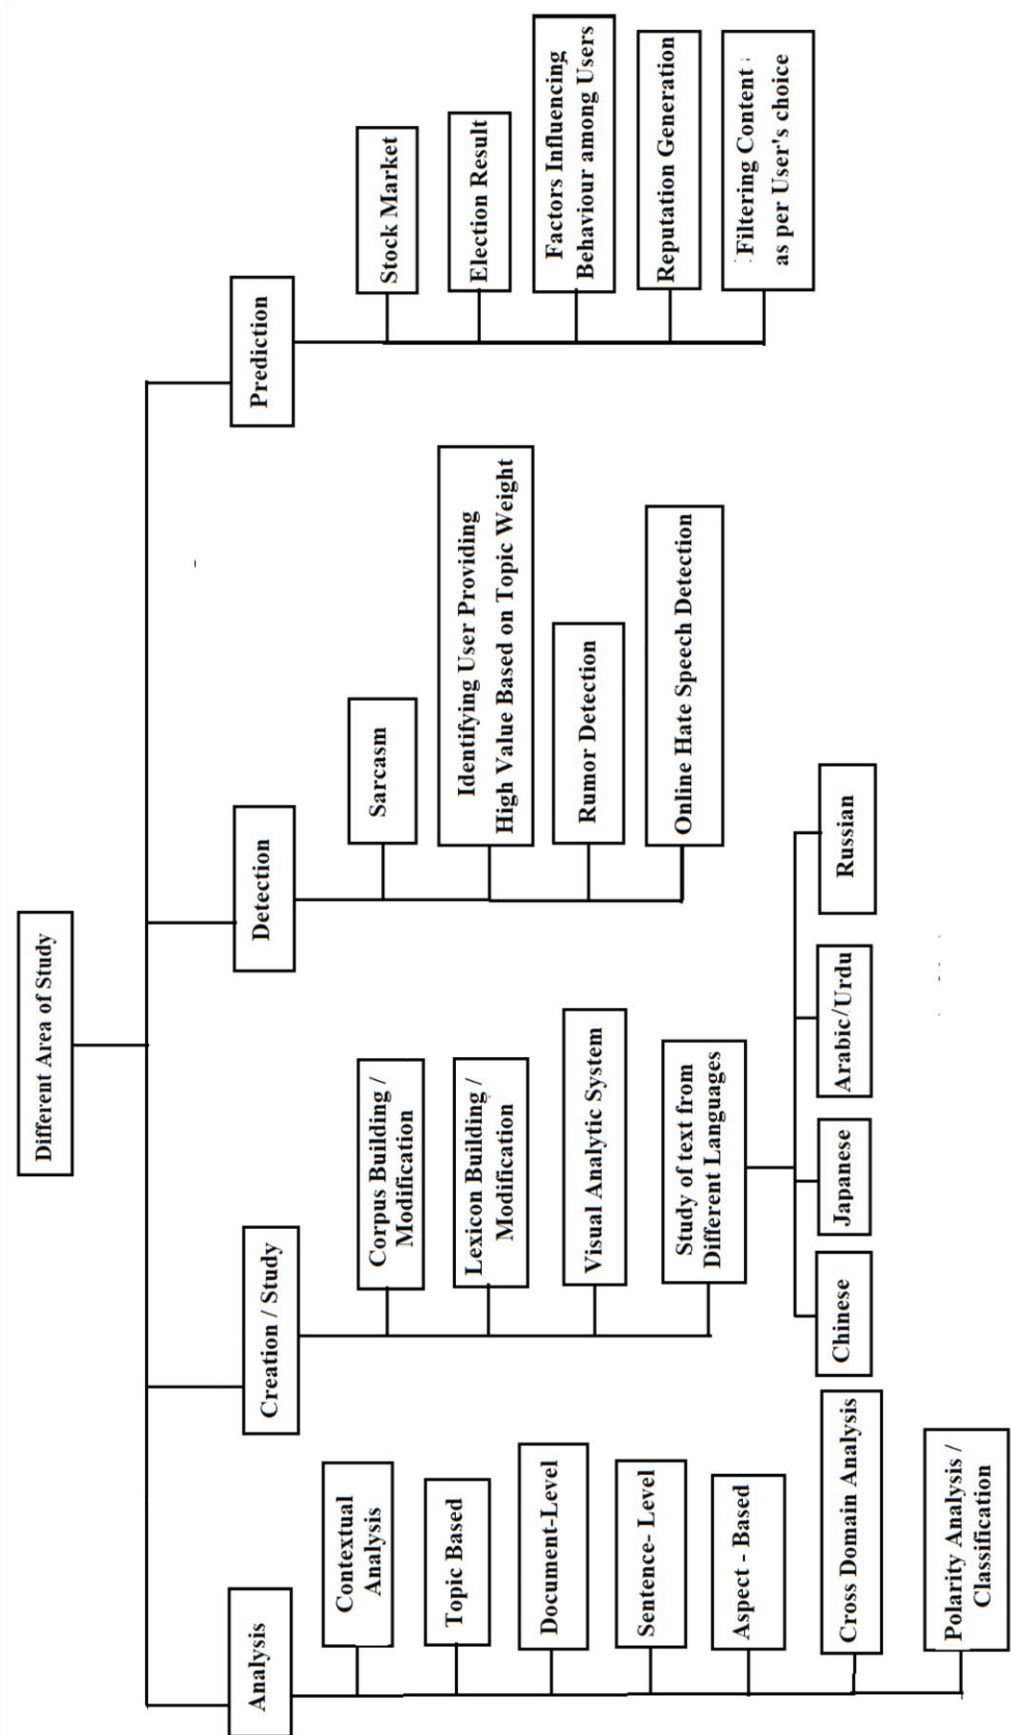 Different Area of Study
Analysis
Contextual
Analysis
Topic Based
Document-Level
Sentence- Level
Aspect - Based
Cross Domain Analysis
Polarity Analysis /
Classification
Creation / Study
Corpus Building /
Modification
Lexicon Building /
Modification
Visual Analytic System
Study of text from
Different Languages
Chinese
Japanese
Arabic/Urdu
Russian
Detection
Sarcasm
Identifying User Providing
High Value Based on Topic Weight
Rumor Detection
Online Hate Speech Detection
Prediction
Stock Market
Election Result
Factors Influencing
Behaviour among Users
Reputation Generation
Filtering Content
as per User's choice